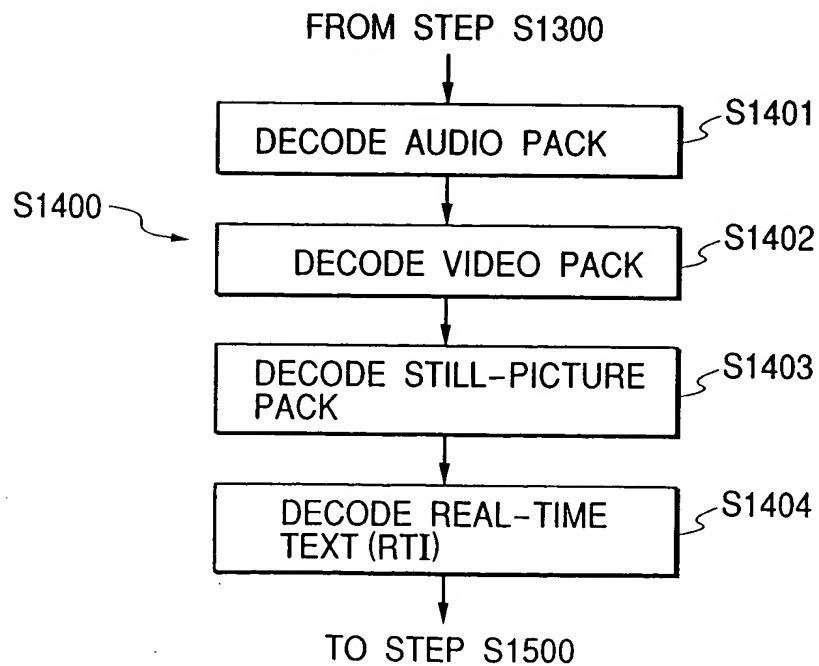 FROM STEP S1300
DECODE AUDIO PACK
S1401
S1400
DECODE VIDEO PACK
S1402
DECODE STILL-PICTURE
PACK
S1403
DECODE REAL-TIME
TEXT (RTI)
S1404
TO STEP S1500